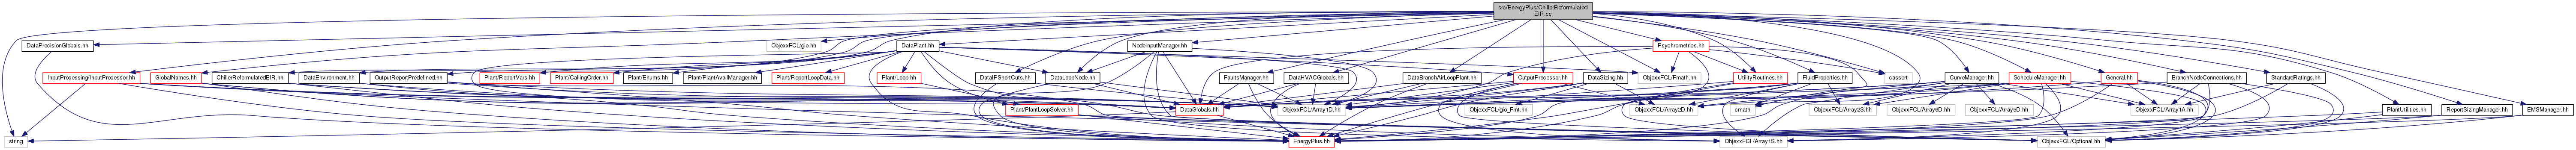 src/EnergyPlus/ChillerReformulated
EIR.cc
DataPrecisionGlobals.hh
ObjexxFCL/gio.hh
DataPlant.hh
NodeInputManager.hh
Psychrometrics.hh
InputProcessing/InputProcessor.hh
GlobalNames.hh
ChillerReformulatedEIR.hh
DataEnvironment.hh
OutputReportPredefined.hh
Plant/ReportVars.hh
Plant/CallingOrder.hh
Plant/Enums.hh
Plant/PlantAvailManager.hh
Plant/ReportLoopData.hh
Plant/Loop.hh
ObjexxFCL/Fmath.hh
DataIPShortCuts.hh
DataLoopNode.hh
FaultsManager.hh
DataHVACGlobals.hh
DataBranchAirLoopPlant.hh
OutputProcessor.hh
DataSizing.hh
UtilityRoutines.hh
FluidProperties.hh
cassert
CurveManager.hh
ScheduleManager.hh
General.hh
BranchNodeConnections.hh
StandardRatings.hh
Plant/PlantLoopSolver.hh
DataGlobals.hh
ObjexxFCL/Array1D.hh
ObjexxFCL/gio_Fmt.hh
ObjexxFCL/Array2D.hh
cmath
ObjexxFCL/Array2S.hh
ObjexxFCL/Array6D.hh
ObjexxFCL/Array5D.hh
ObjexxFCL/Array1A.hh
PlantUtilities.hh
ReportSizingManager.hh
EMSManager.hh
string
EnergyPlus.hh
ObjexxFCL/Array1S.hh
ObjexxFCL/Optional.hh